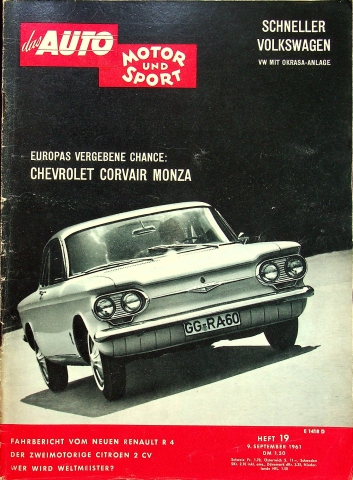 das AUTO
MOTOR
UND
SPORT
SCHNELLER
VOLKSWAGEN
VW MIT OKRASA-ANLAGE
EUROPAS VERGEBENE CHANCE:
CHEVROLET CORVAIR MONZA
GG-RA60
E 1418 D
FAHRBERICHT VOM NEUEN RENAULT R 4
DER ZWEIMOTORIGE CITROEN 2 CV
WER WIRD WELTMEISTER?
HEFT 19
9. SEPTEMBER 1961
DM 1.50